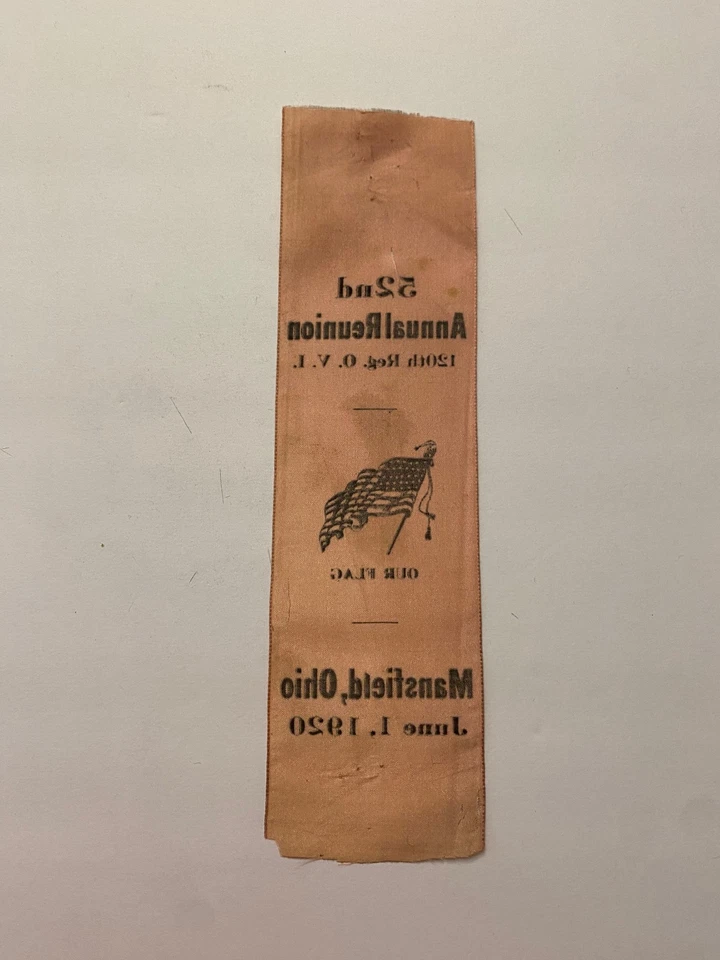 52nd
Annual Reunion
120th Reg. O. V. I.
OUR FLAG
Mansfield, Ohio
June 1, 1920